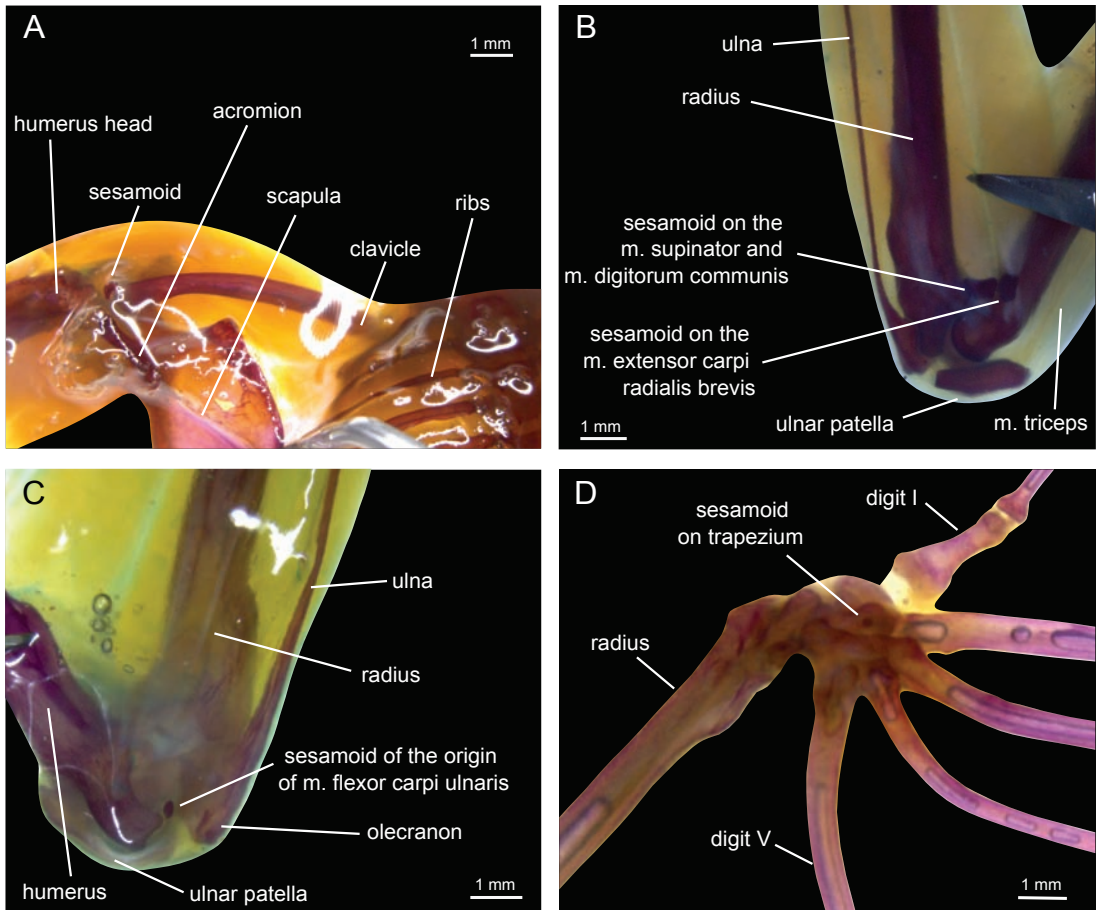 A
1 mm
acromion
humerus head
sesamoid
scapula
ribs
clavicle
B
ulna
radius
sesamoid on the
m. supinator and
m. digitorum communis
sesamoid on the
m. extensor carpi
radialis brevis
ulnar patella
m. triceps
1 mm
C
ulna
radius
sesamoid of the origin
of m. flexor carpi ulnaris
olecranon
humerus
ulnar patella
1 mm
D
digit I
sesamoid
on trapezium
radius
digit V
1 mm